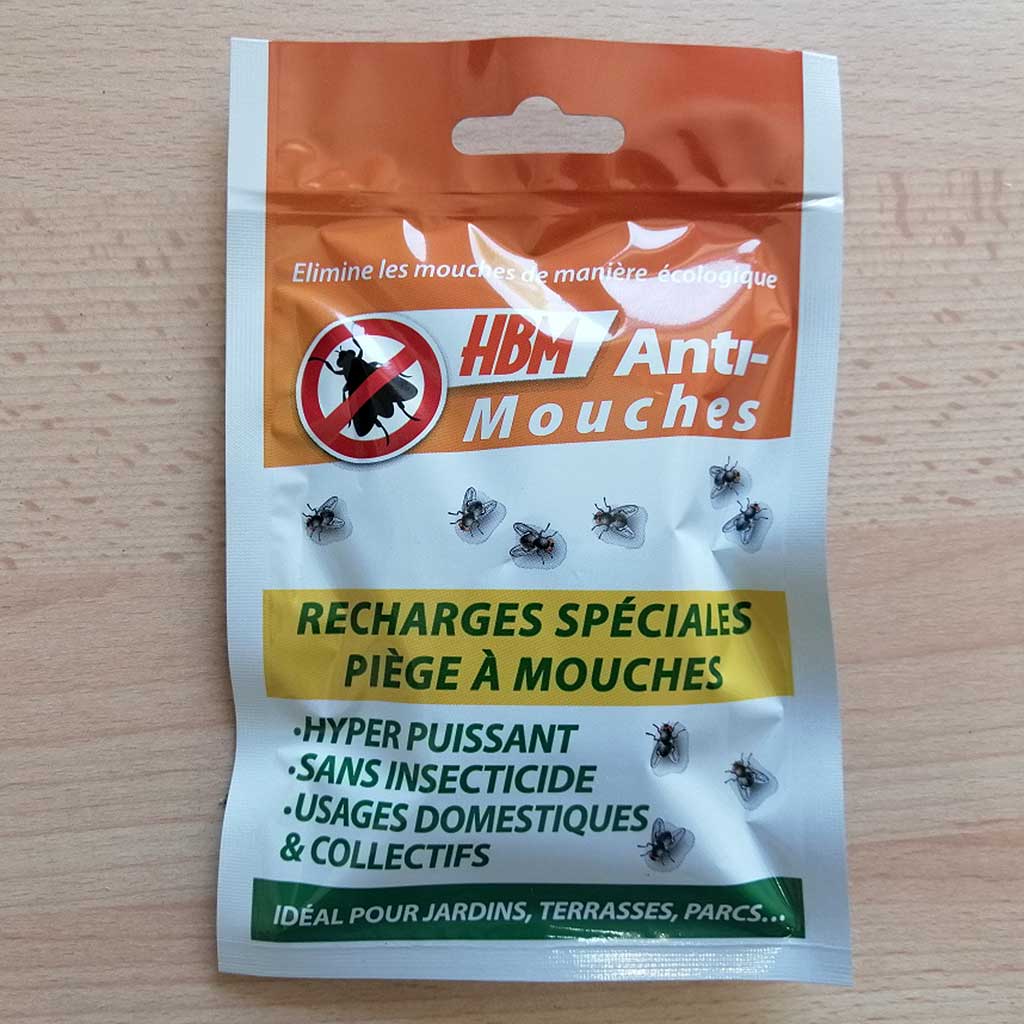 Elimine les mouches de manière écologique
HBM Anti-
Mouches
RECHARGES SPÉCIALES
PIÈGE À MOUCHES
•HYPER PUISSANT
•SANS INSECTICIDE
•USAGES DOMESTIQUES
& COLLECTIFS
IDÉAL POUR JARDINS, TERRASSES, PARCS...